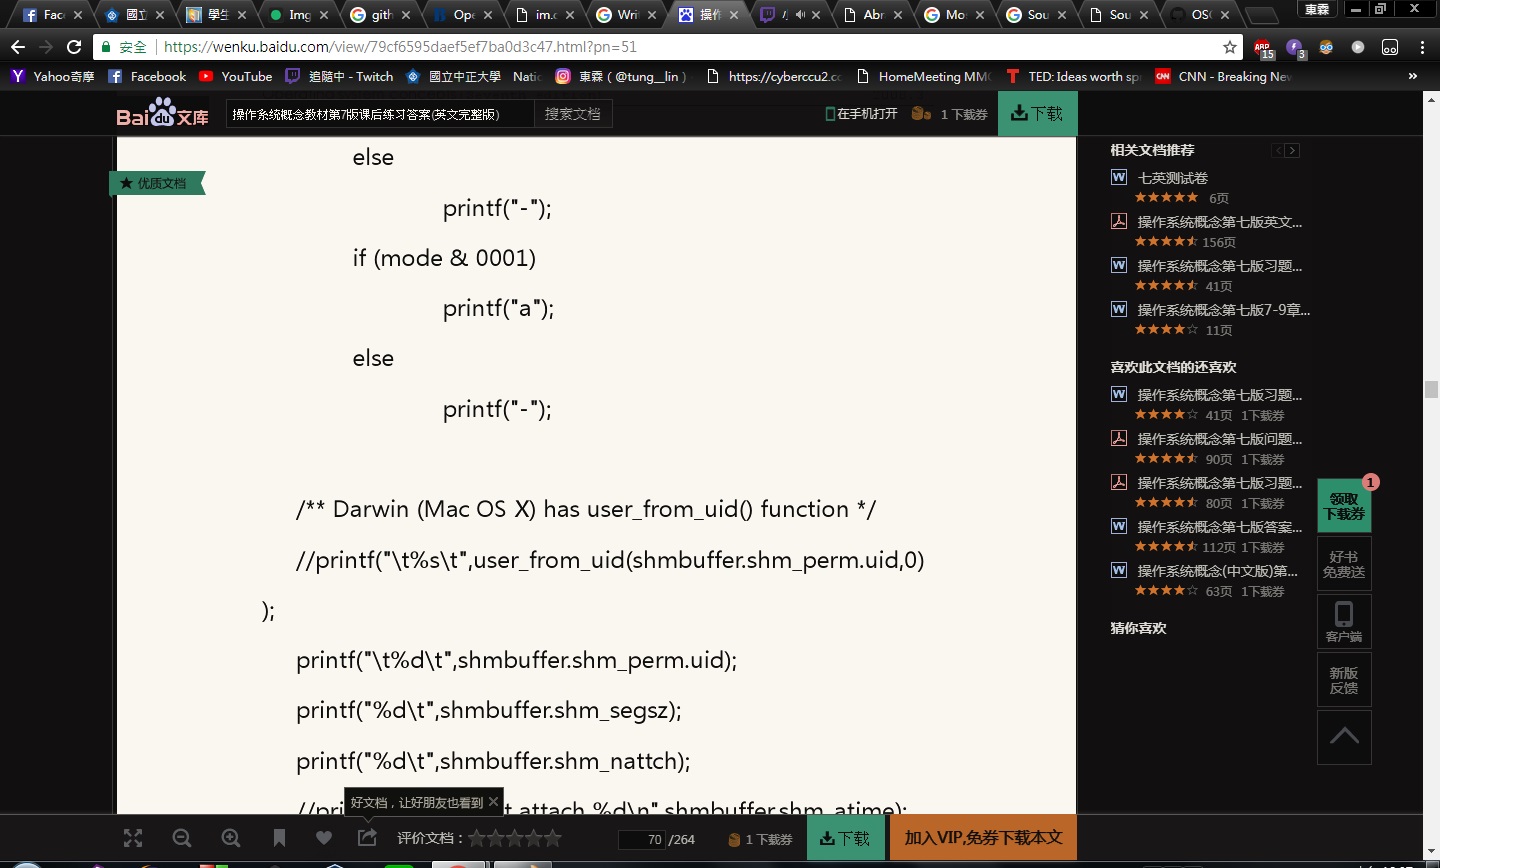 Face
國立
學生
Img
gith
Ope
im.c
Wri
操作
Abr
Mo
Sou
Sou
OSC
東霖
安全 https://wenku.baidu.com/view/79cf6595daef5ef7ba0d3c47.html?pn=51
15
3
Yahoo奇摩 Facebook YouTube 追隨中 - Twitch 國立中正大學 Natio 東霖 ( @tung__lin ) https://cyberccu2.cc HomeMeeting MMC TED: Ideas worth spr CNN - Breaking New »
Bai du 文库 操作系统概念教材第7版课后练习答案(英文完整版) 搜索文档 在手机打开 1 下载券 下载
优质文档
else
printf("-");
if (mode & 0001)
printf("a");
else
printf("-");
/** Darwin (Mac OS X) has user_from_uid() function */
//printf("\t%s\t",user_from_uid(shmbuffer.shm_perm.uid,0)
);
printf("\t%d\t",shmbuffer.shm_perm.uid);
printf("%d\t",shmbuffer.shm_segsz);
printf("%d\t",shmbuffer.shm_nattch);
//pri t attach %d\n",shmbuffer.shm_atime);
好文档，让好朋友也看到
相关文档推荐
七英测试卷
6页
操作系统概念第七版英文...
156页
操作系统概念第七版习题...
41页
操作系统概念第七版7-9章...
11页
喜欢此文档的还喜欢
操作系统概念第七版习题...
41页 1下载券
操作系统概念第七版问题...
90页 1下载券
操作系统概念第七版习题...
80页 1下载券
操作系统概念第七版答案...
112页 1下载券
操作系统概念(中文版)第...
63页 1下载券
猜你喜欢
1
领取
下载券
好书
免费送
客户端
新版
反馈
评价文档： 70 /264 1 下载券 下载 加入VIP,免券下载本文